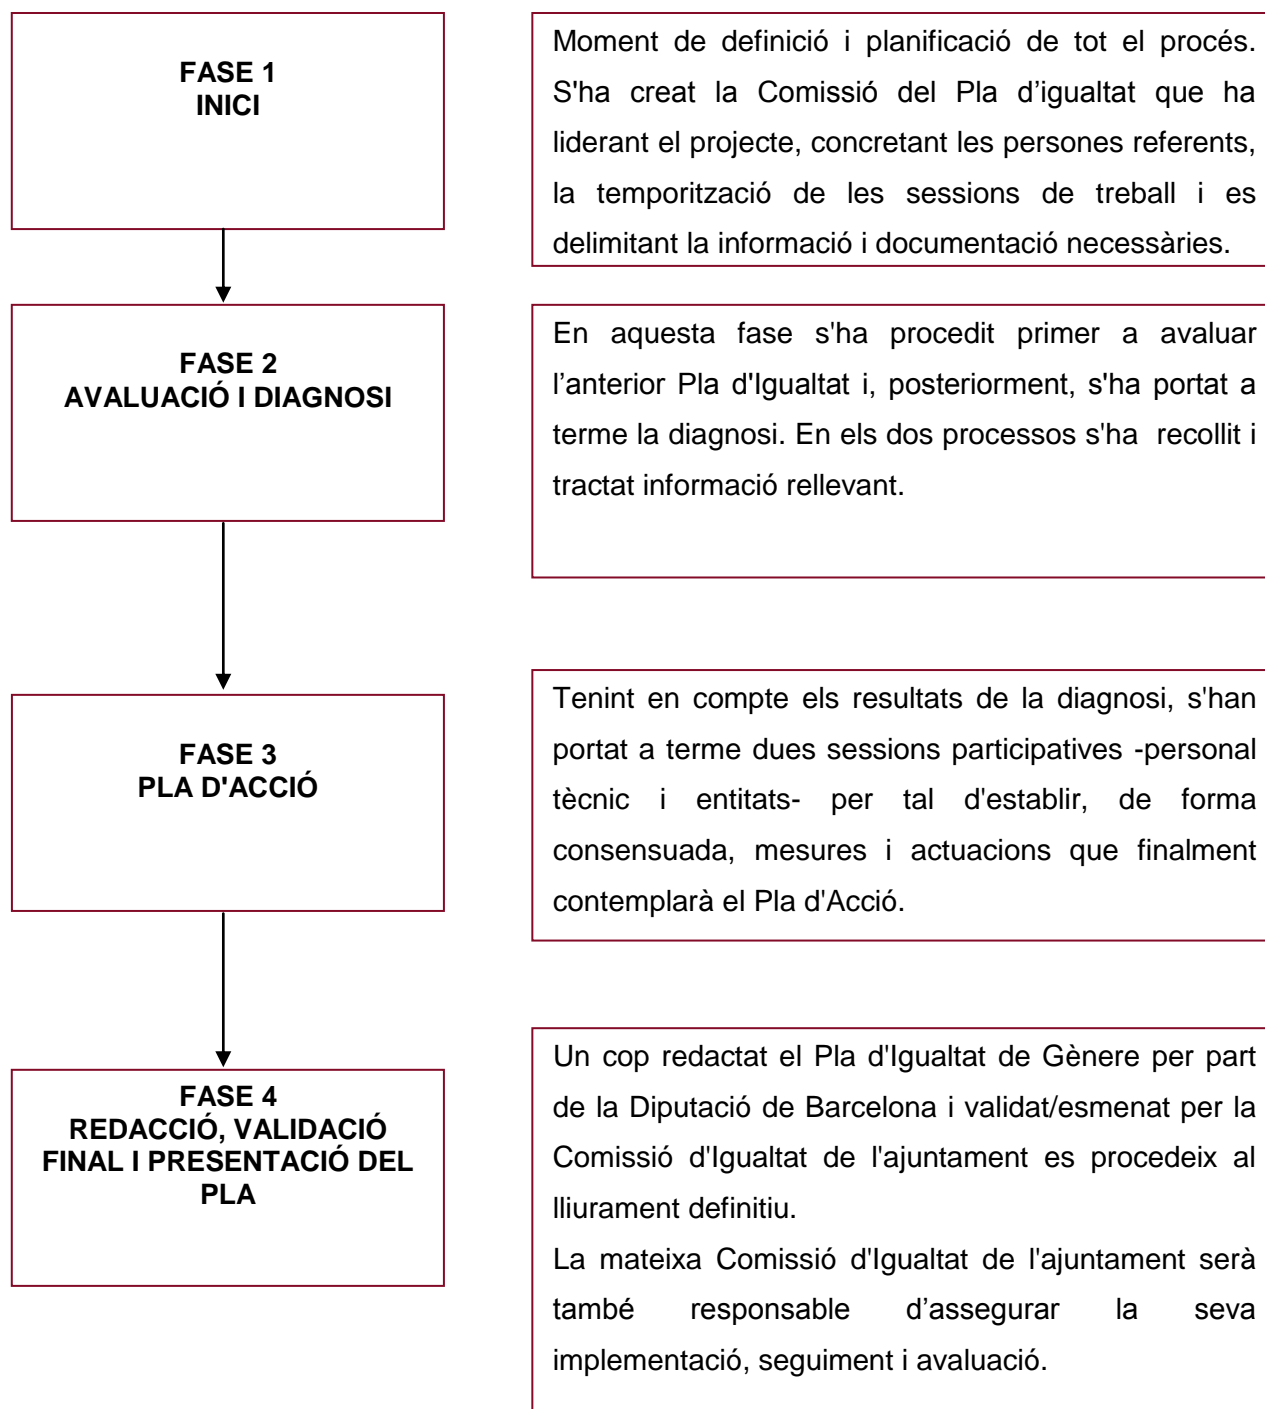 FASE 1
INICI
Moment de definició i planificació de tot el procés.
S'ha creat la Comissió del Pla d’igualtat que ha
liderant el projecte, concretant les persones referents,
la temporització de les sessions de treball i es
delimitant la informació i documentació necessàries.
FASE 2
AVALUACIÓ I DIAGNOSI
En aquesta fase s'ha procedit primer a avaluar
l’anterior Pla d'Igualtat i, posteriorment, s'ha portat a
terme la diagnosi. En els dos processos s'ha recollit i
tractat informació rellevant.
FASE 3
PLA D'ACCIÓ
Tenint en compte els resultats de la diagnosi, s'han
portat a terme dues sessions participatives -personal
tècnic i entitats- per tal d'establir, de forma
consensuada, mesures i actuacions que finalment
contemplarà el Pla d'Acció.
FASE 4
REDACCIÓ, VALIDACIÓ
FINAL I PRESENTACIÓ DEL
PLA
Un cop redactat el Pla d'Igualtat de Gènere per part
de la Diputació de Barcelona i validat/esmenat per la
Comissió d'Igualtat de l'ajuntament es procedeix al
lliurament definitiu.
La mateixa Comissió d'Igualtat de l'ajuntament serà
també responsable d’assegurar la seva
implementació, seguiment i avaluació.